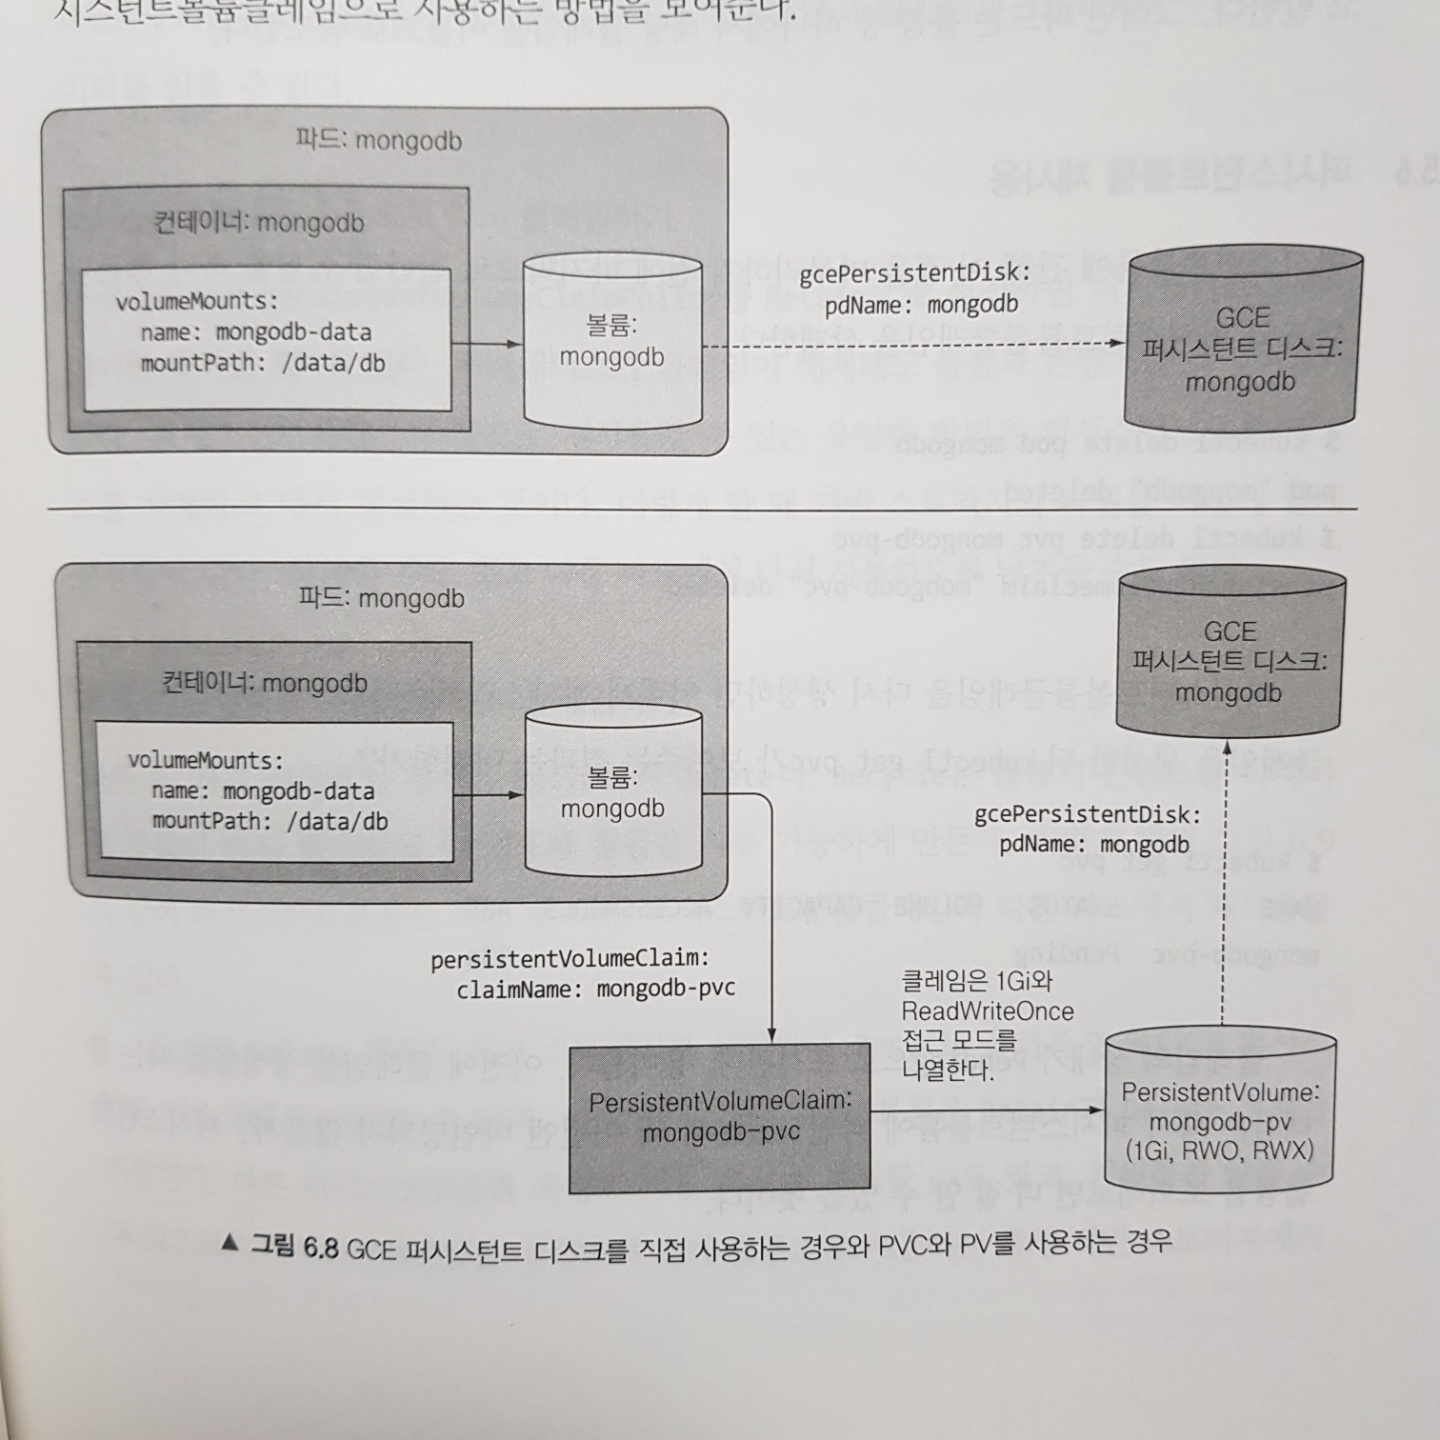 시스턴트볼륨클레임으로 사용하는 방법을 보여준다.
파드: mongodb
컨테이너: mongodb
volumeMounts:
name: mongodb-data
mountPath: /data/db
볼륨:
mongodb
gcePersistentDisk:
pdName: mongodb
GCE
퍼시스턴트 디스크:
mongodb
파드: mongodb
컨테이너: mongodb
volumeMounts:
name: mongodb-data
mountPath: /data/db
볼륨:
mongodb
GCE
퍼시스턴트 디스크:
mongodb
gcePersistentDisk:
pdName: mongodb
persistentVolumeClaim:
claimName: mongodb-pvc
클레임은 1Gi와
ReadWriteOnce
접근 모드를
나열한다.
PersistentVolumeClaim:
mongodb-pvc
PersistentVolume:
mongodb-pv
(1Gi, RWO, RWX)
▲ 그림 6.8 GCE 퍼시스턴트 디스크를 직접 사용하는 경우와 PVC와 PV를 사용하는 경우